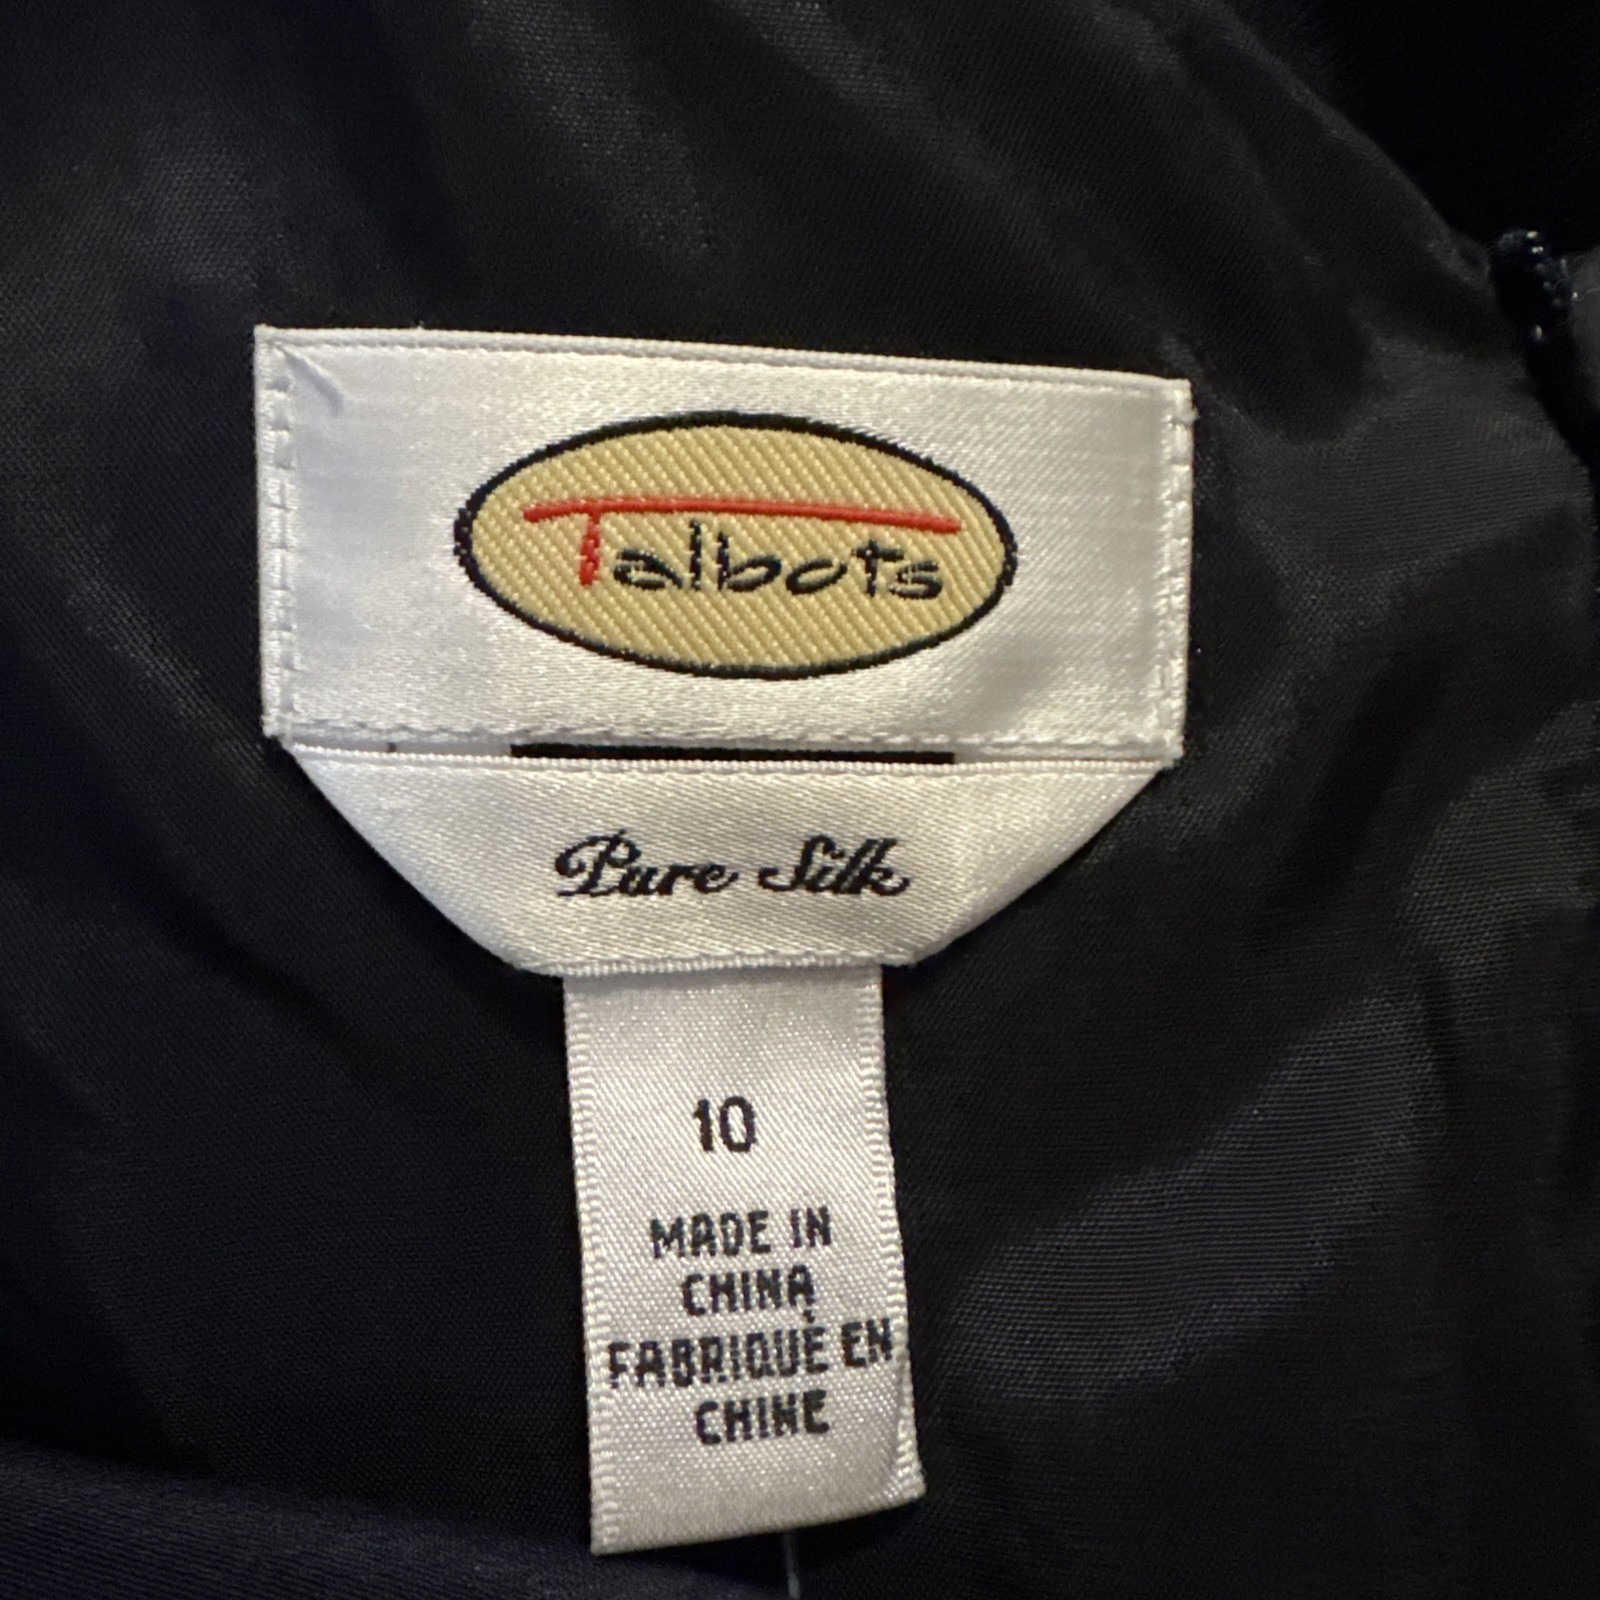 Talbots
Pure Silk
10
MADE IN
CHINA
FABRIQUÉ EN
CHINE